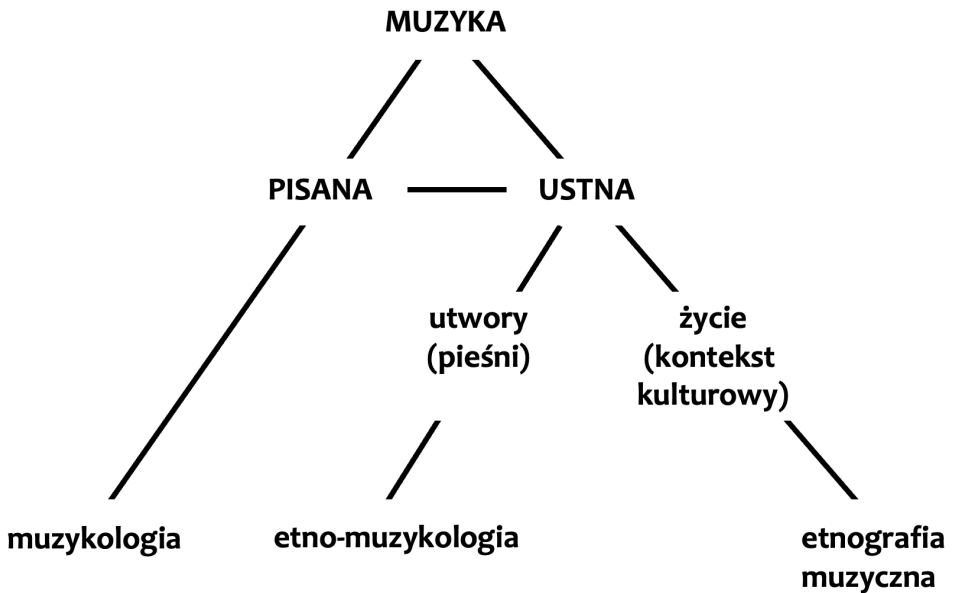 MUZYKA
PISANA
USTNA
utwory
(pieśni)
życie
(kontekst
kulturowy)
muzykologia
etno-muzykologia
etnografia
muzyczna